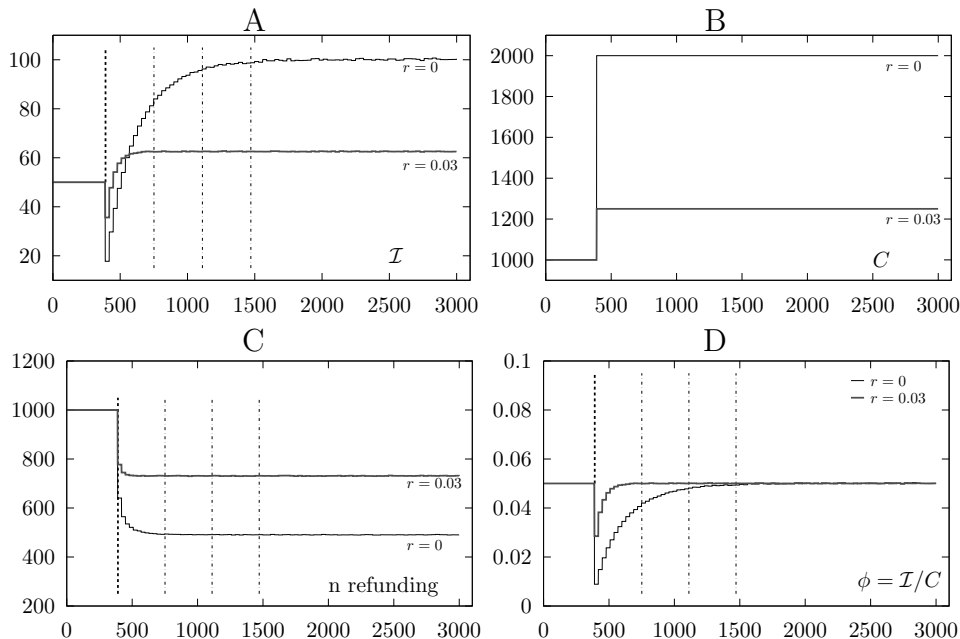 A
B
100
80
60
40
20
r = 0
r = 0.03
𝓘
0 500 1000 1500 2000 2500 3000
2000
1800
1600
1400
1200
1000
r = 0
r = 0.03
C
0 500 1000 1500 2000 2500 3000
C
D
1200
1000
800
600
400
200
r = 0.03
r = 0
n refunding
0 500 1000 1500 2000 2500 3000
0.1
0.08
0.06
0.04
0.02
0
r = 0
r = 0.03
ϕ = 𝓘/C
0 500 1000 1500 2000 2500 3000